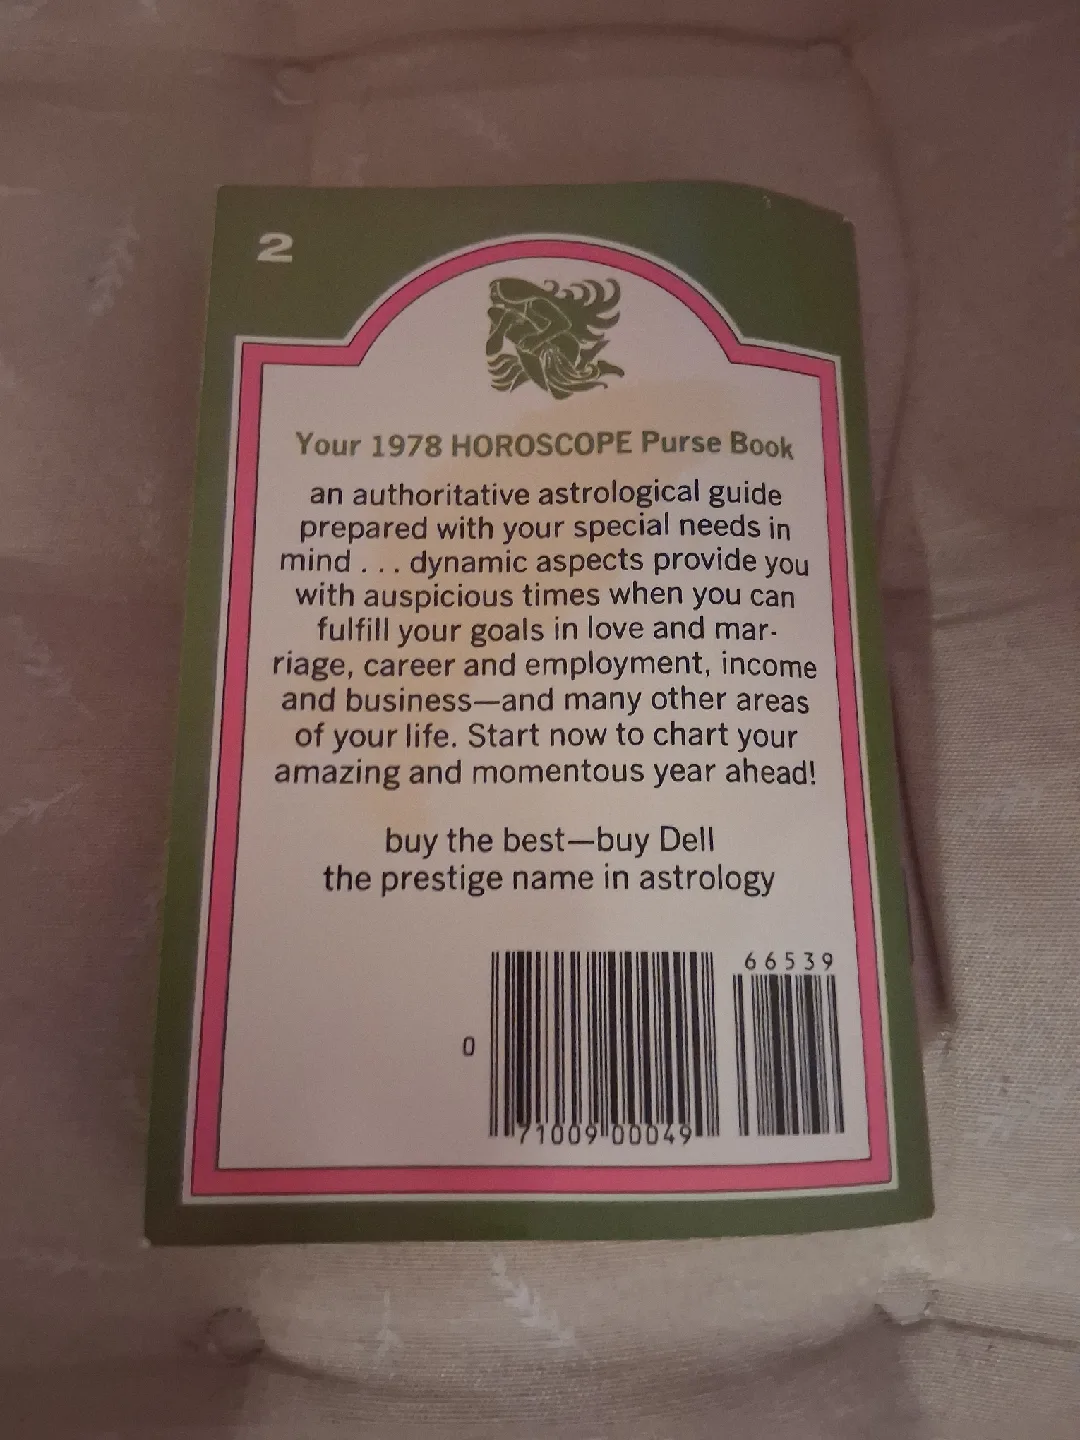 2
Your 1978 HOROSCOPE Purse Book
an authoritative astrological guide
prepared with your special needs in
mind . . . dynamic aspects provide you
with auspicious times when you can
fulfill your goals in love and mar-
riage, career and employment, income
and business—and many other areas
of your life. Start now to chart your
amazing and momentous year ahead!
buy the best—buy Dell
the prestige name in astrology
66539
0
71009 00049